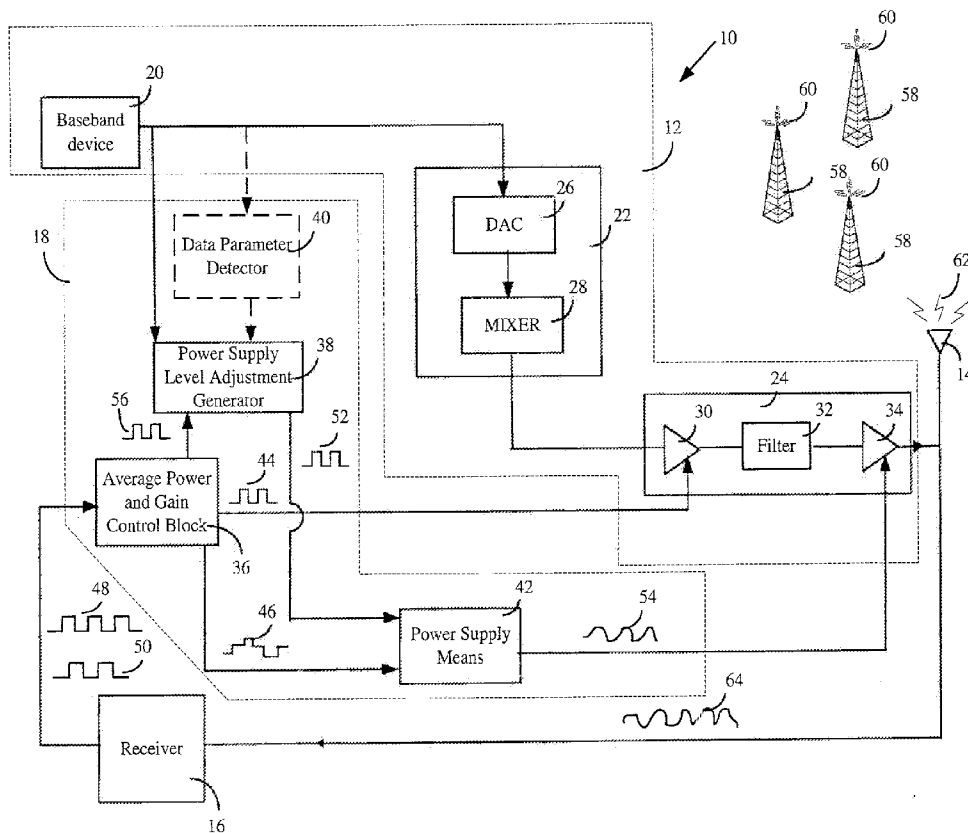 10
60
60
58
58
60
58
20
Baseband
device
12
26
DAC
22
40
Data Parameter
Detector
18
28
MIXER
62
14
Power Supply
Level Adjustment
Generator
38
24
30
32
Filter
34
56
52
44
Average Power
and Gain
Control Block
36
48
46
42
54
50
Power Supply
Means
64
Receiver
16